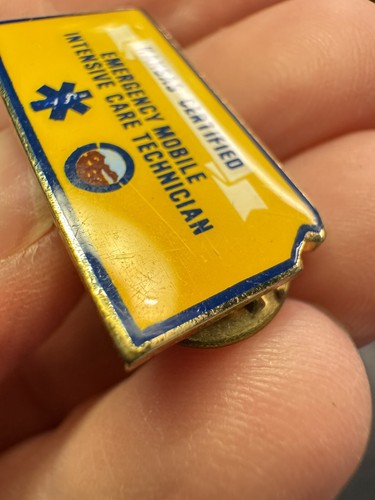 CERTIFIED
EMERGENCY MOBILE
INTENSIVE CARE TECHNICIAN